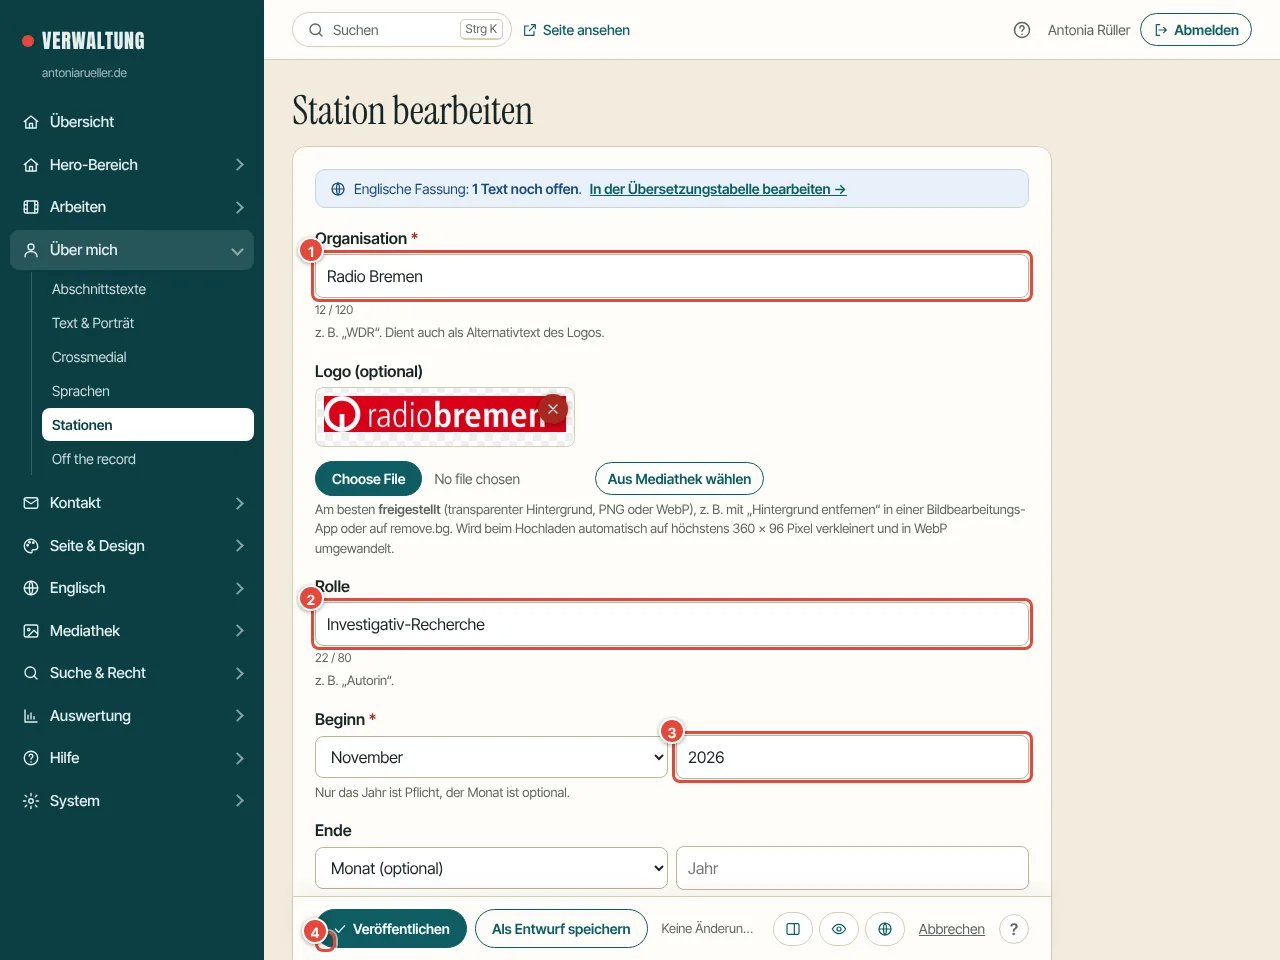 VERWALTUNG
antoniarueller.de
Übersicht
Hero-Bereich
Arbeiten
Über mich
Abschnittstexte
Text & Porträt
Crossmedial
Sprachen
Stationen
Off the record
Kontakt
Seite & Design
Englisch
Mediathek
Suche & Recht
Auswertung
Hilfe
System
Suchen
Strg K
Seite ansehen
Antonia Rüller
Abmelden
Station bearbeiten
Englische Fassung: 1 Text noch offen. In der Übersetzungstabelle bearbeiten →
Organisation *
1
Radio Bremen
12 / 120
z. B. „WDR“. Dient auch als Alternativtext des Logos.
Logo (optional)
radiobremen
Choose File
No file chosen
Aus Mediathek wählen
Am besten freigestellt (transparenter Hintergrund, PNG oder WebP), z. B. mit „Hintergrund entfernen“ in einer Bildbearbeitungs-
App oder auf remove.bg. Wird beim Hochladen automatisch auf höchstens 360 × 96 Pixel verkleinert und in WebP
umgewandelt.
Rolle
2
Investigativ-Recherche
22 / 80
z. B. „Autorin“.
Beginn *
3
November
2026
Nur das Jahr ist Pflicht, der Monat ist optional.
Ende
Monat (optional)
Jahr
4
Veröffentlichen
Als Entwurf speichern
Keine Änderun...
Abbrechen
?